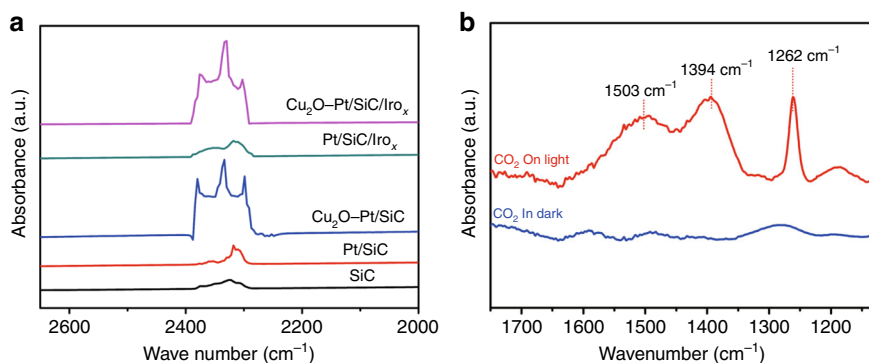 a
Absorbance (a.u.)
Cu₂O–Pt/SiC/Iroₓ
Pt/SiC/Iroₓ
Cu₂O–Pt/SiC
Pt/SiC
SiC
2600 2400 2200 2000
Wave number (cm⁻¹)
b
Absorbance (a.u.)
1503 cm⁻¹
1394 cm⁻¹
1262 cm⁻¹
CO₂ On light
CO₂ In dark
1700 1600 1500 1400 1300 1200
Wavenumber (cm⁻¹)